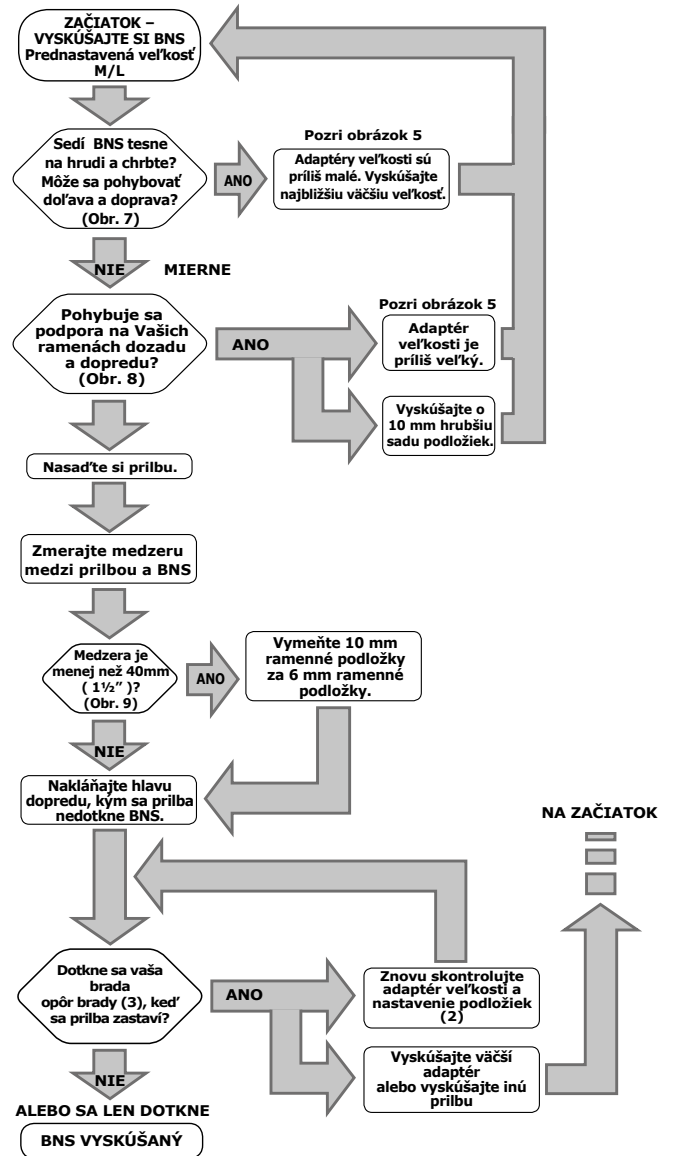 ZAČIATOK –
VYSKÚŠAJTE SI BNS
Prednastavená veľkosť
M/L
Sedí BNS tesne
na hrudi a chrbte?
Môže sa pohybovať
doľava a doprava?
(Obr. 7)
ANO
Pozri obrázok 5
Adaptéry veľkosti sú
príliš malé. Vyskúšajte
najbližšiu väčšiu veľkosť.
NIE
MIERNE
Pohybuje sa
podpora na Vašich
ramenách dozadu
a dopredu?
(Obr. 8)
ANO
Pozri obrázok 5
Adaptér
veľkosti je
príliš veľký.
Vyskúšajte o
10 mm hrubšiu
sadu podložiek.
Nasaďte si prilbu.
Zmerajte medzeru
medzi prilbou a BNS
Medzera je
menej než 40mm
( 1½” )?
(Obr. 9)
ANO
Vymeňte 10 mm
ramenné podložky
za 6 mm ramenné
podložky.
NIE
Nakláňajte hlavu
dopredu, kým sa prilba
nedotkne BNS.
NA ZAČIATOK
Dotkne sa vaša
brada
opôr brady (3), keď
sa prilba zastaví?
ANO
Znovu skontrolujte
adaptér veľkosti a
nastavenie podložiek
(2)
Vyskúšajte väčší
adaptér
alebo vyskúšajte inú
prilbu
NIE
ALEBO SA LEN DOTKNE
BNS VYSKÚŠANÝ